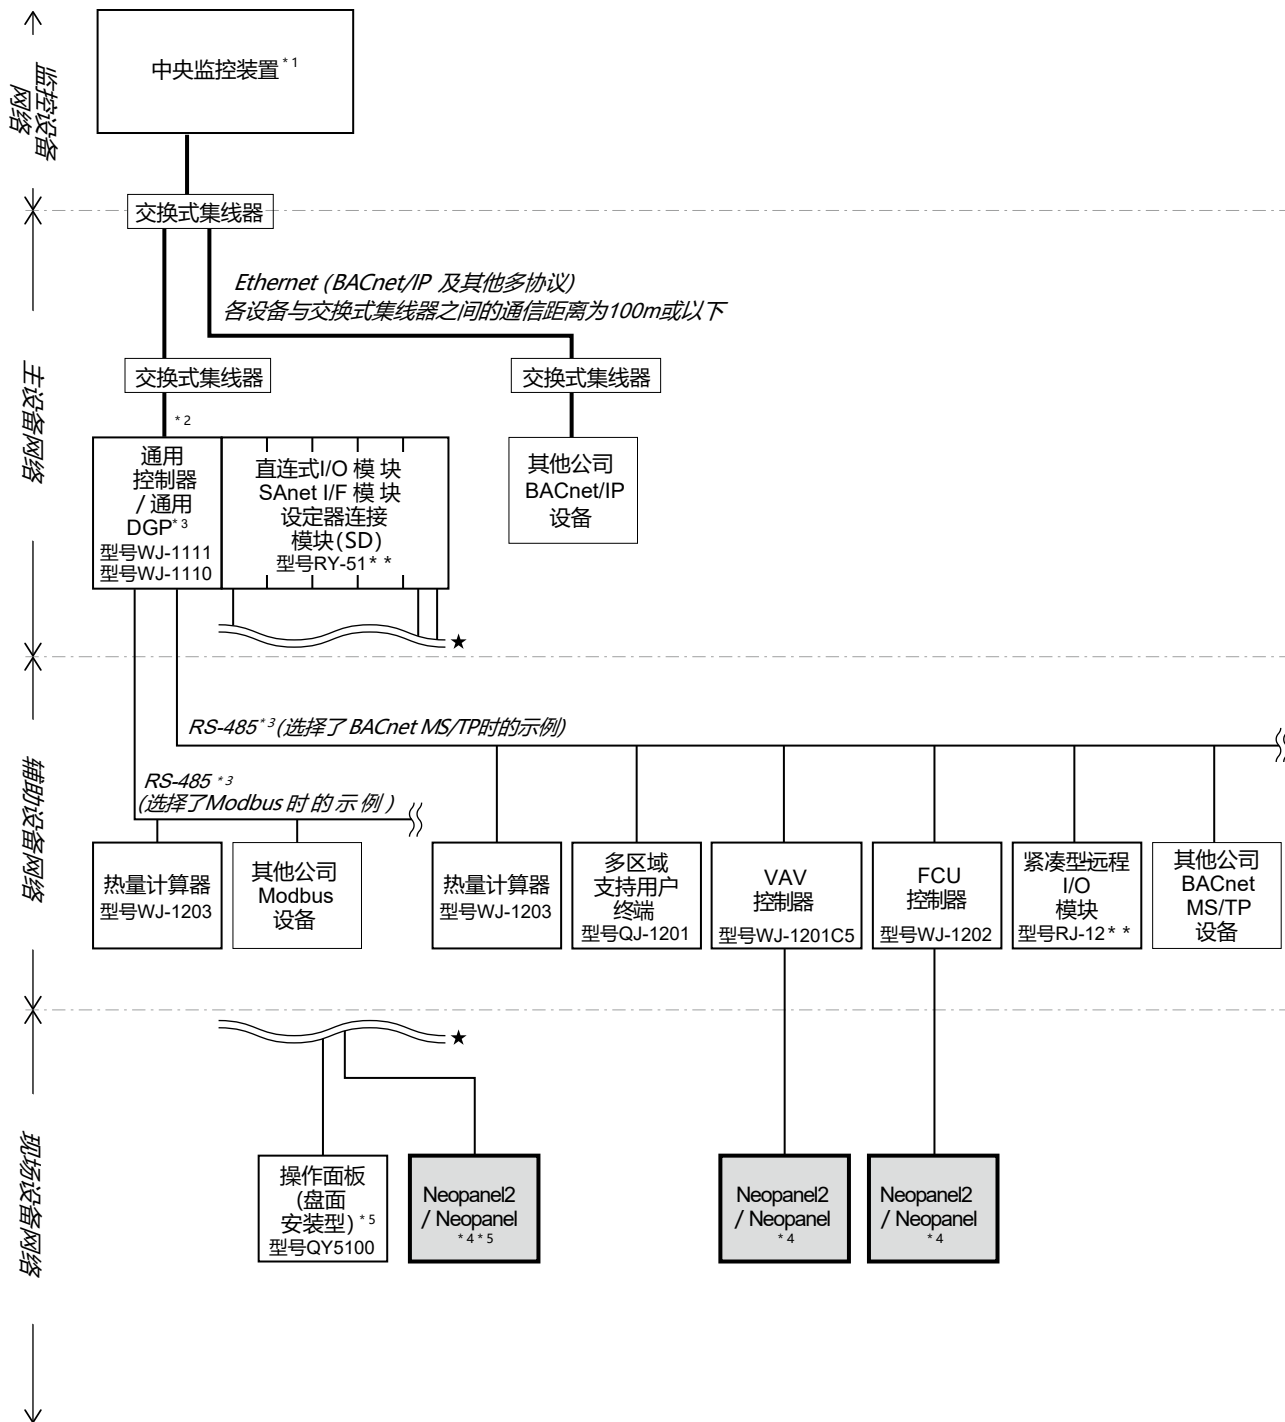 监控设备
网络
中央监控装置*1
交换式集线器
主设备网络
Ethernet (BACnet/IP 及其他多协议)
各设备与交换式集线器之间的通信距离为100m或以下
交换式集线器
交换式集线器
*2
通用
控制器
/ 通用
DGP*3
型号WJ-1111
型号WJ-1110
直连式I/O 模 块
SAnet I/F 模 块
设定器连接
模块(SD)
型号RY-51**
其他公司
BACnet/IP
设备
★
辅助设备网络
RS-485*3(选择了 BACnet MS/TP时的示例)
RS-485*3
(选择了Modbus 时 的 示 例 )
热量计算器
型号WJ-1203
其他公司
Modbus
设备
热量计算器
型号WJ-1203
多区域
支持用户
终端
型号QJ-1201
VAV
控制器
型号WJ-1201C5
FCU
控制器
型号WJ-1202
紧凑型远程
I/O
模块
型号RJ-12**
其他公司
BACnet
MS/TP
设备
现场设备网络
★
操作面板
(盘面
安装型)*5
型号QY5100
Neopanel2
/ Neopanel
*4*5
Neopanel2
/ Neopanel
*4
Neopanel2
/ Neopanel
*4